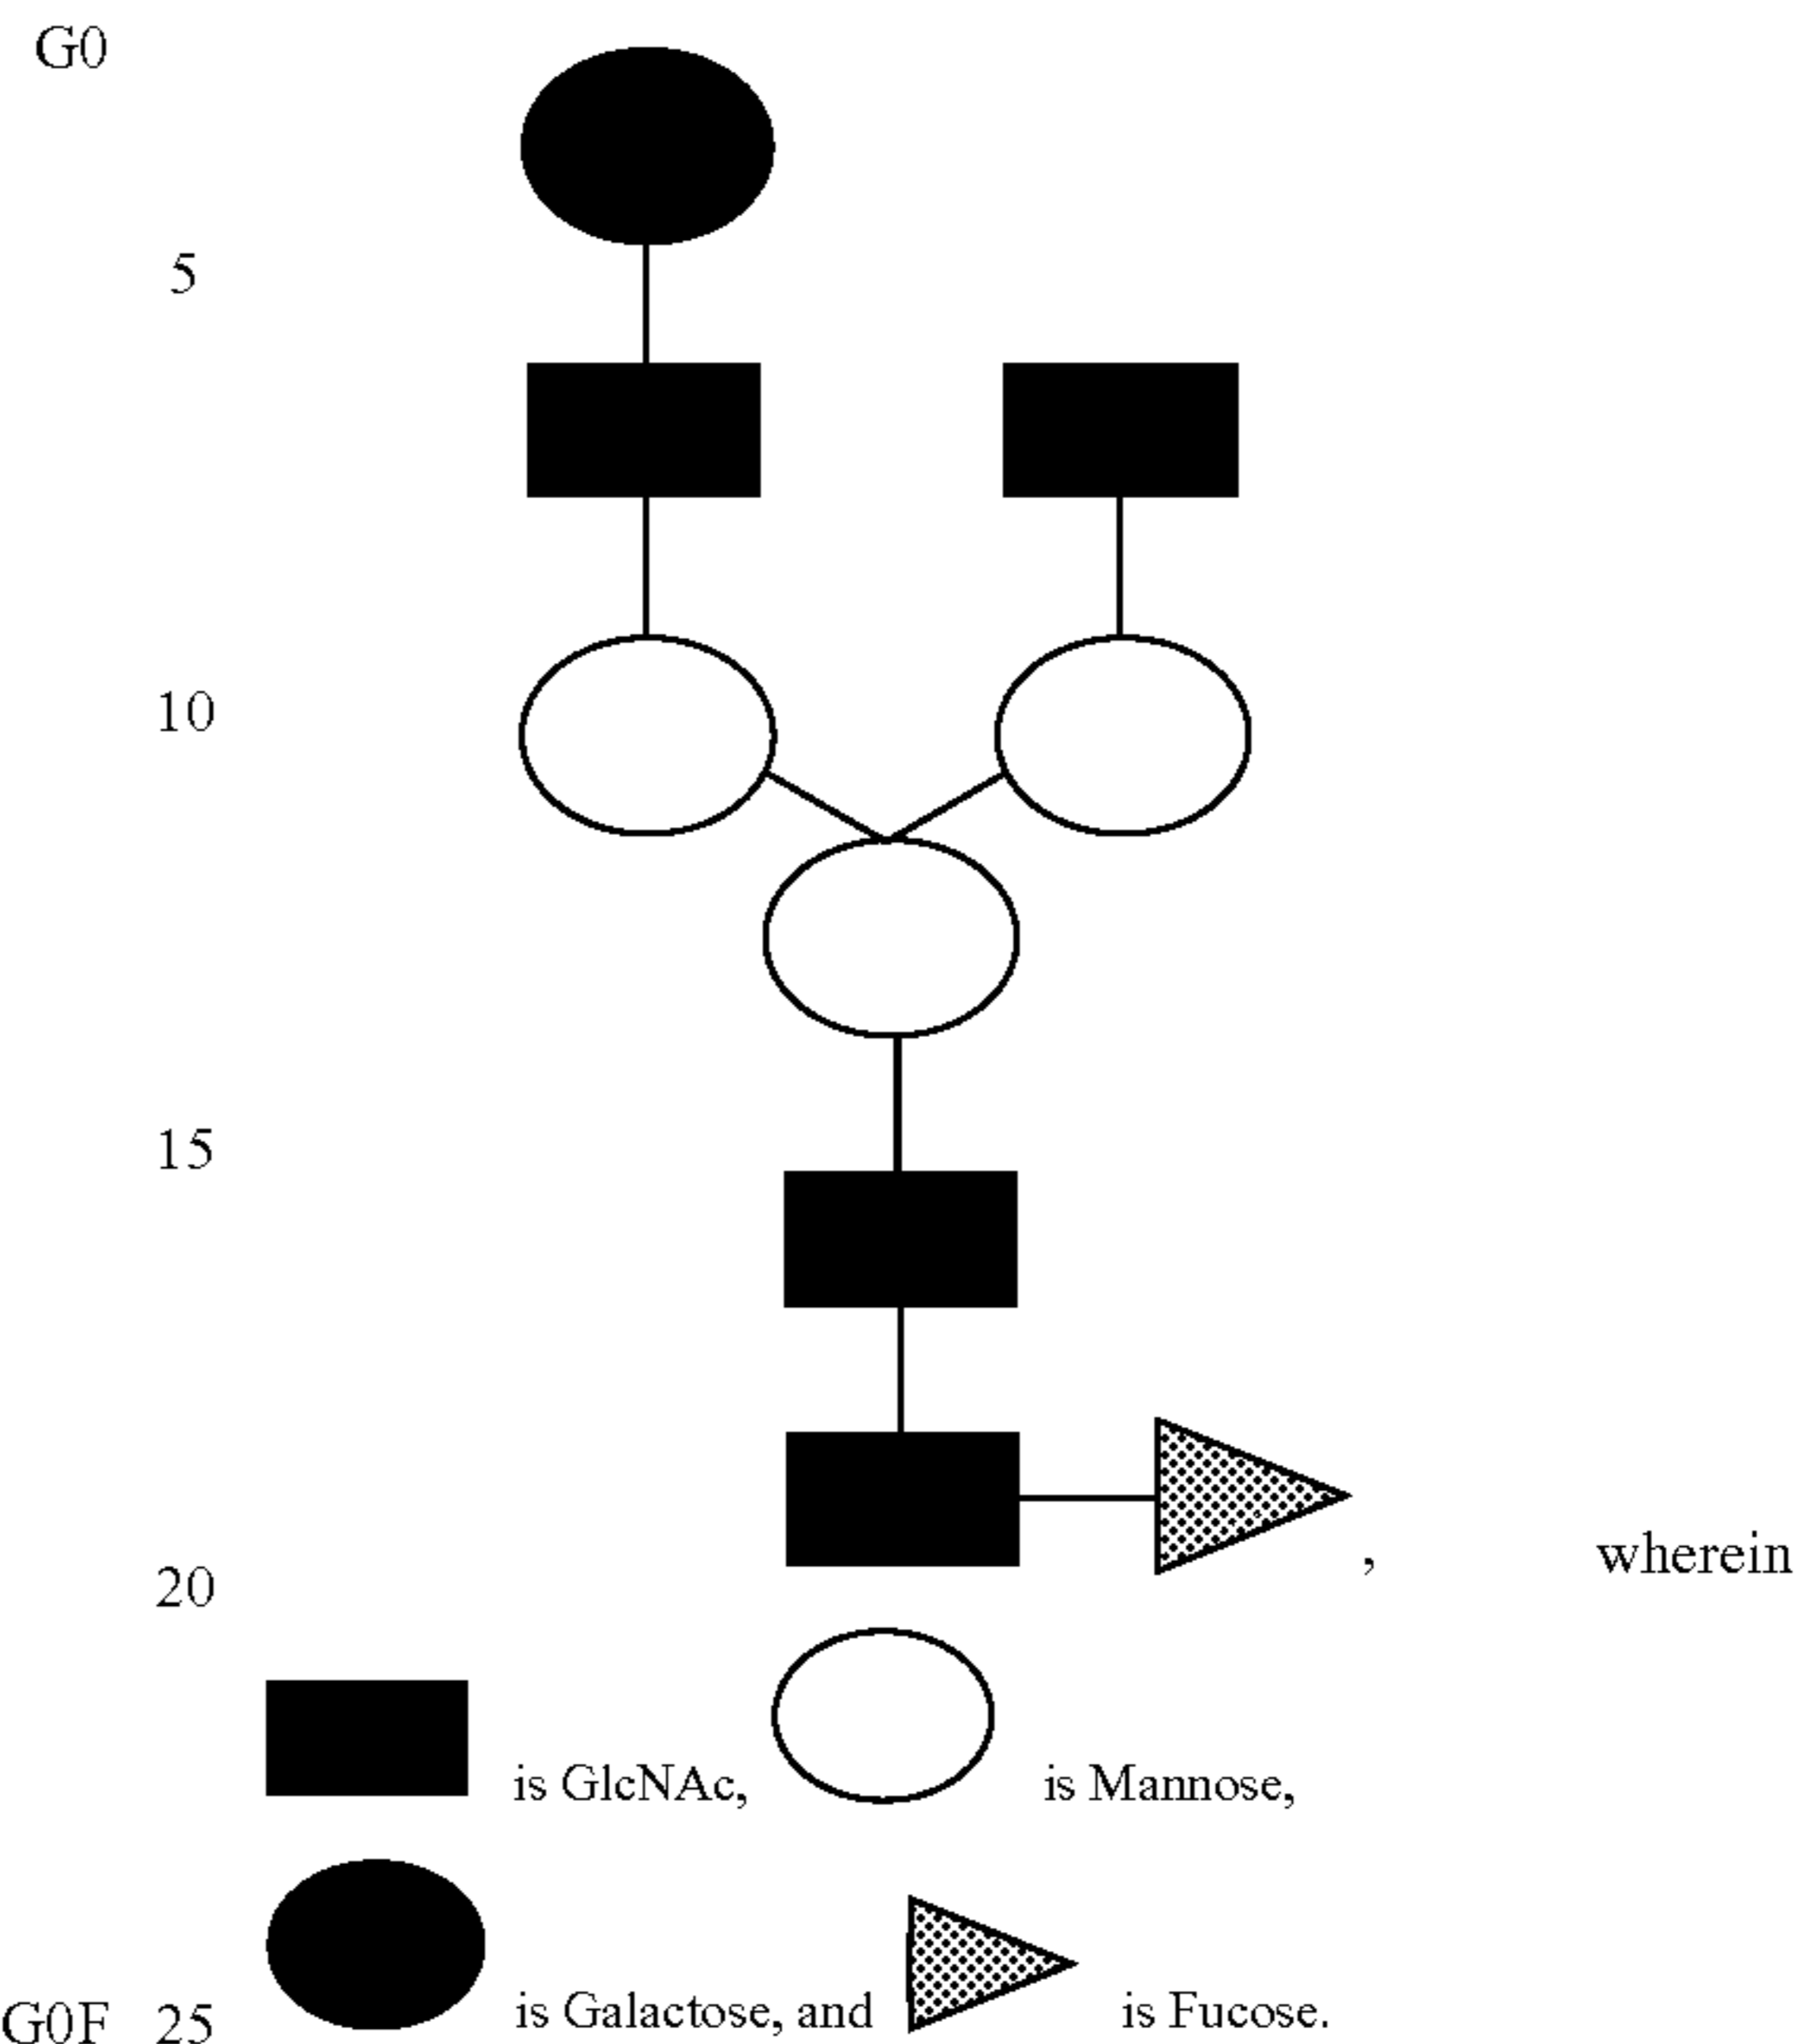 G0
5
10
15
, wherein
20
is GlcNAc, is Mannose,
is Galactose, and is Fucose.
G0F 25